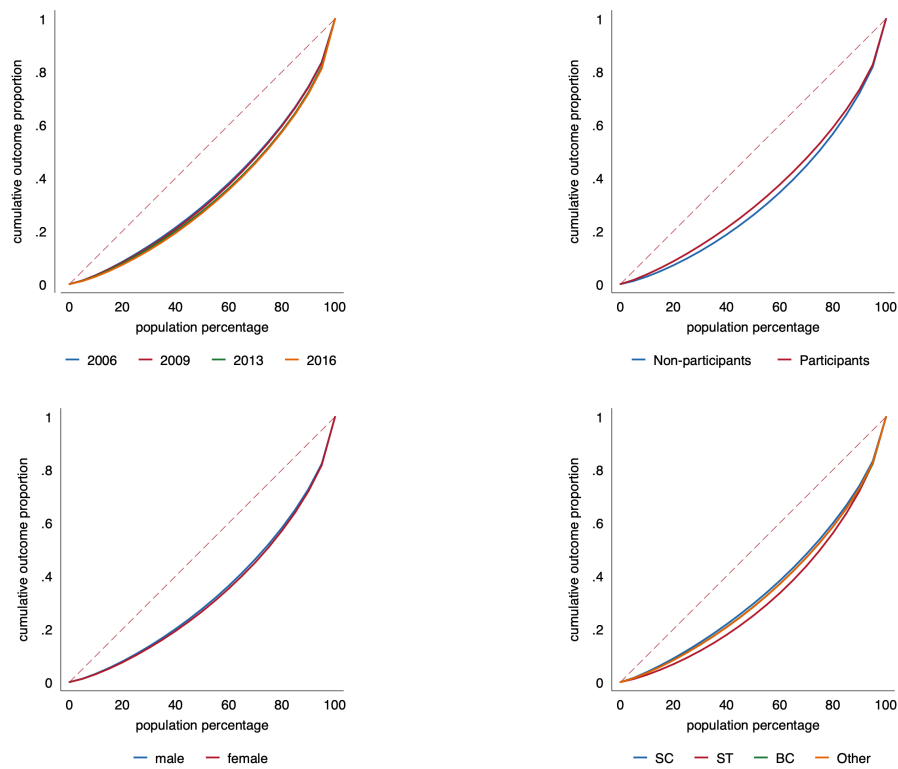 cumulative outcome proportion
1
.8
.6
.4
.2
0
0 20 40 60 80 100
population percentage
2006 2009 2013 2016
cumulative outcome proportion
1
.8
.6
.4
.2
0
0 20 40 60 80 100
population percentage
Non-participants Participants
cumulative outcome proportion
1
.8
.6
.4
.2
0
0 20 40 60 80 100
population percentage
male female
cumulative outcome proportion
1
.8
.6
.4
.2
0
0 20 40 60 80 100
population percentage
SC ST BC Other